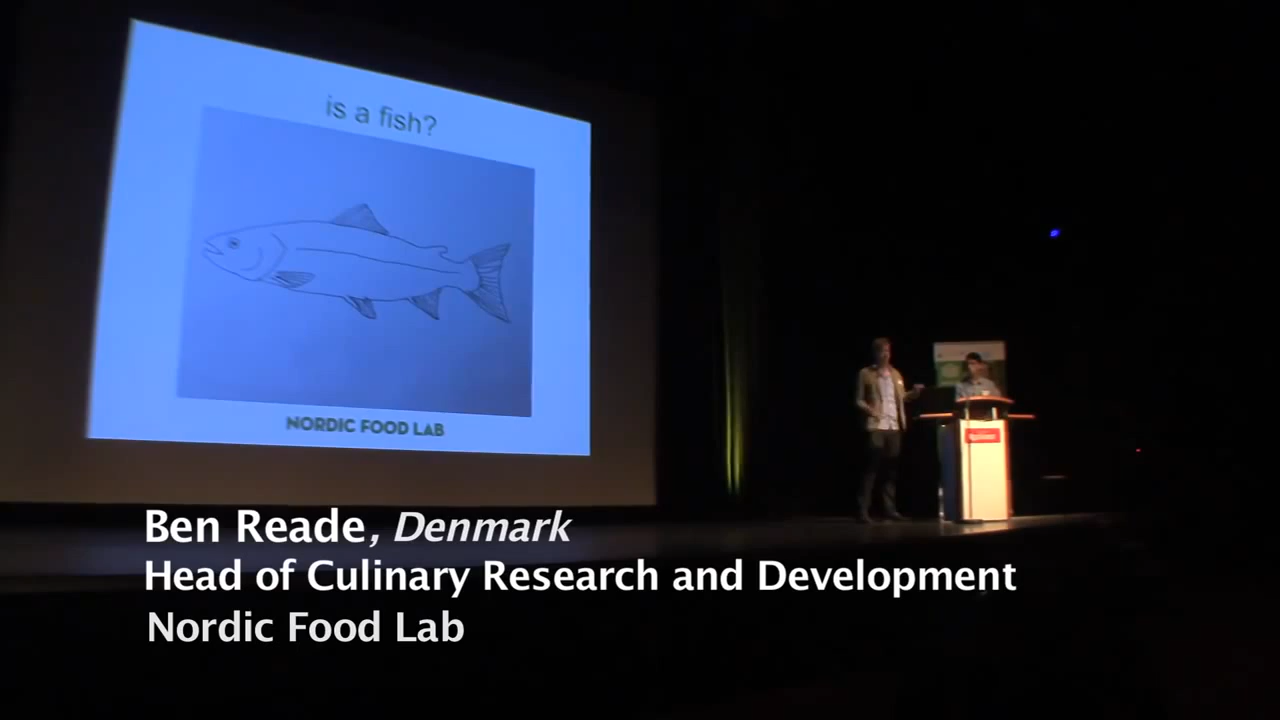 is a fish?
NORDIC FOOD LAB
Ben Reade, Denmark
Head of Culinary Research and Development
Nordic Food Lab